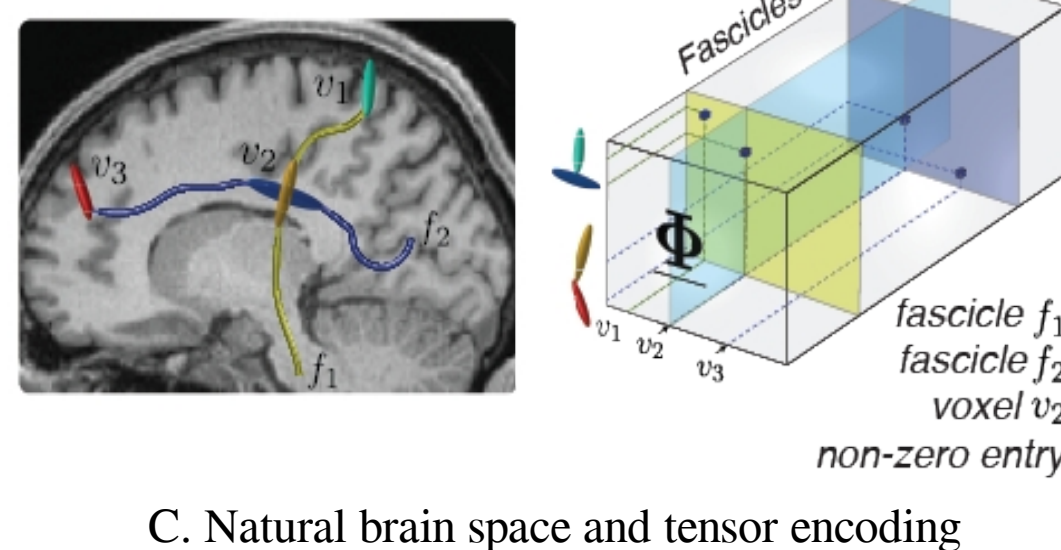 Fascicles
v1
v2
v3
f2
f1
Φ
v1
v2
v3
fascicle f1
fascicle f2
voxel v2
non-zero entry
C. Natural brain space and tensor encoding